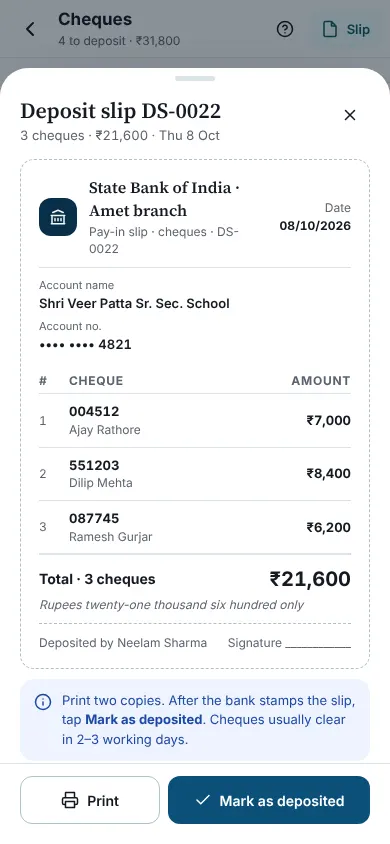 Cheques
4 to deposit · ₹31,800
Slip
Deposit slip DS-0022
3 cheques · ₹21,600 · Thu 8 Oct
State Bank of India ·
Amet branch
Pay-in slip · cheques · DS-
0022
Date
08/10/2026
Account name
Shri Veer Patta Sr. Sec. School
Account no.
•••• •••• 4821
# CHEQUE AMOUNT
1 004512 ₹7,000
Ajay Rathore
2 551203 ₹8,400
Dilip Mehta
3 087745 ₹6,200
Ramesh Gurjar
Total · 3 cheques ₹21,600
Rupees twenty-one thousand six hundred only
Deposited by Neelam Sharma Signature ___________
Print two copies. After the bank stamps the slip,
tap Mark as deposited. Cheques usually clear
in 2–3 working days.
Print
Mark as deposited